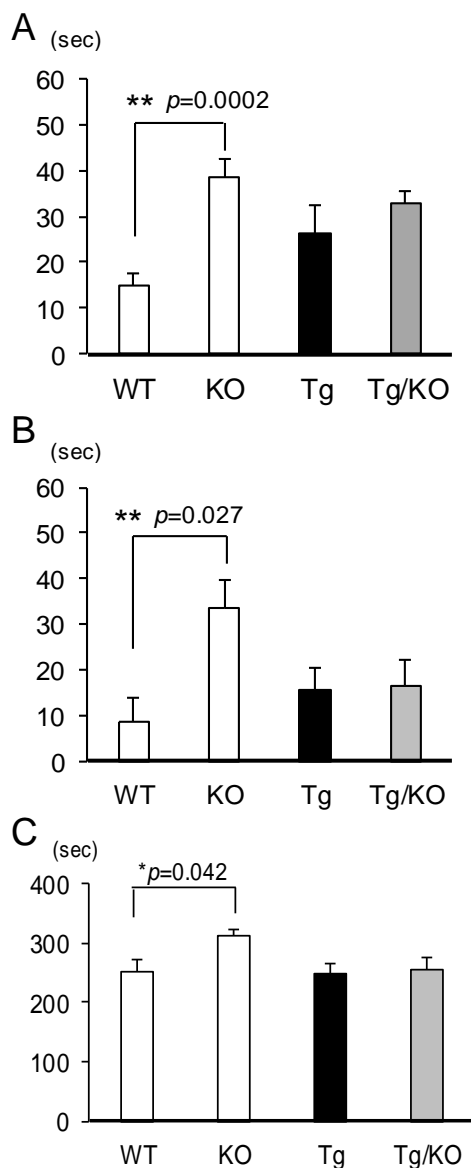 A (sec)
60
** p=0.0002
50
40
30
20
10
0
WT KO Tg Tg/KO
B (sec)
60
** p=0.027
50
40
30
20
10
0
WT KO Tg Tg/KO
C (sec)
400
*p=0.042
300
200
100
0
WT KO Tg Tg/KO